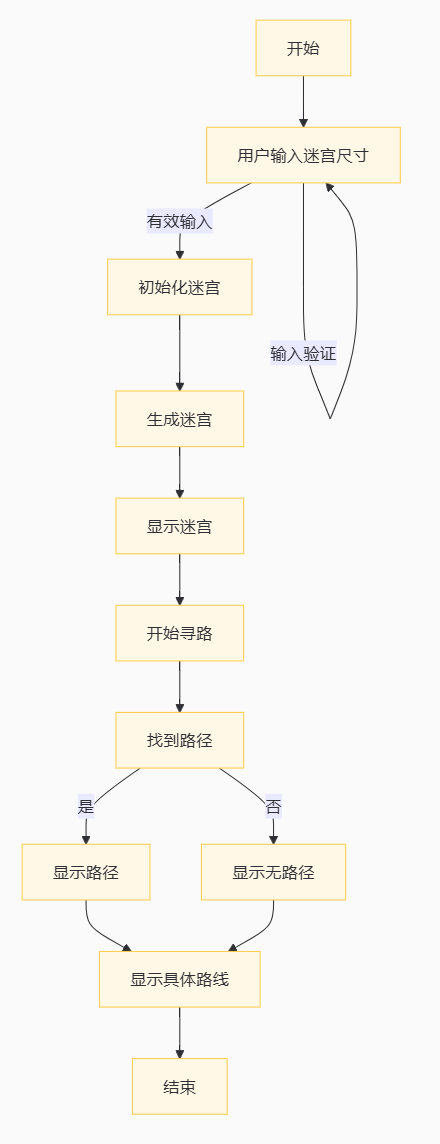 开始
用户输入迷宫尺寸
有效输入
初始化迷宫
输入验证
生成迷宫
显示迷宫
开始寻路
找到路径
是
否
显示路径
显示无路径
显示具体路线
结束